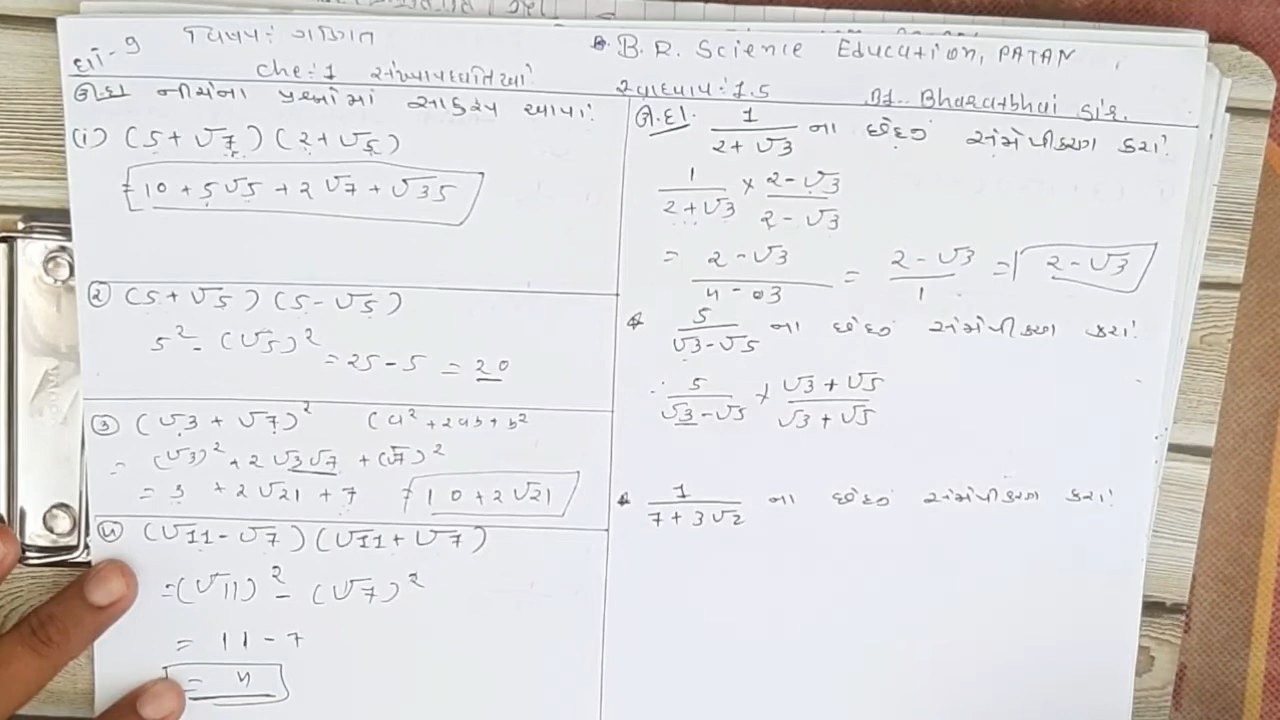 ધો-9 વિષય: ગણિત B.R. Science Education, PATAN
che:1 સંખ્યાપદ્ધતિઓ સ્વાધ્યાય: 1.5 By. Bharatbhai
ઉ.દા નીચેના પ્રશ્નોમાં સાદુરૂપ આપો:
(i) (5 + √7) (2 + √5)
= 10 + 5√5 + 2√7 + √35
② (5 + √5) (5 - √5)
5² - (√5)²
= 25 - 5 = 20
③ (√3 + √7)² (a² + 2ab + b²
= (√3)² + 2√3√7 + (√7)²
= 3 + 2√21 + 7 = 10 + 2√21
④ (√11 - √7) (√11 + √7)
= (√11)² - (√7)²
= 11 - 7
= ૪
ઉ.દા. 1/(2 + √3) ના છેદનું સંમેયીકરણ કરો.
1/(2 + √3) × (2 - √3)/(2 - √3)
= (2 - √3)/(૪ - 03) = (2 - √3)/1 = 2 - √3
* 5/(√3 - √5) ના છેદનું સંમેયીકરણ કરો.
∴ 5/(√3 - √5) × (√3 + √5)/(√3 + √5)
* 1/(7 + 3√2) ના છેદનું સંમેયીકરણ કરો.